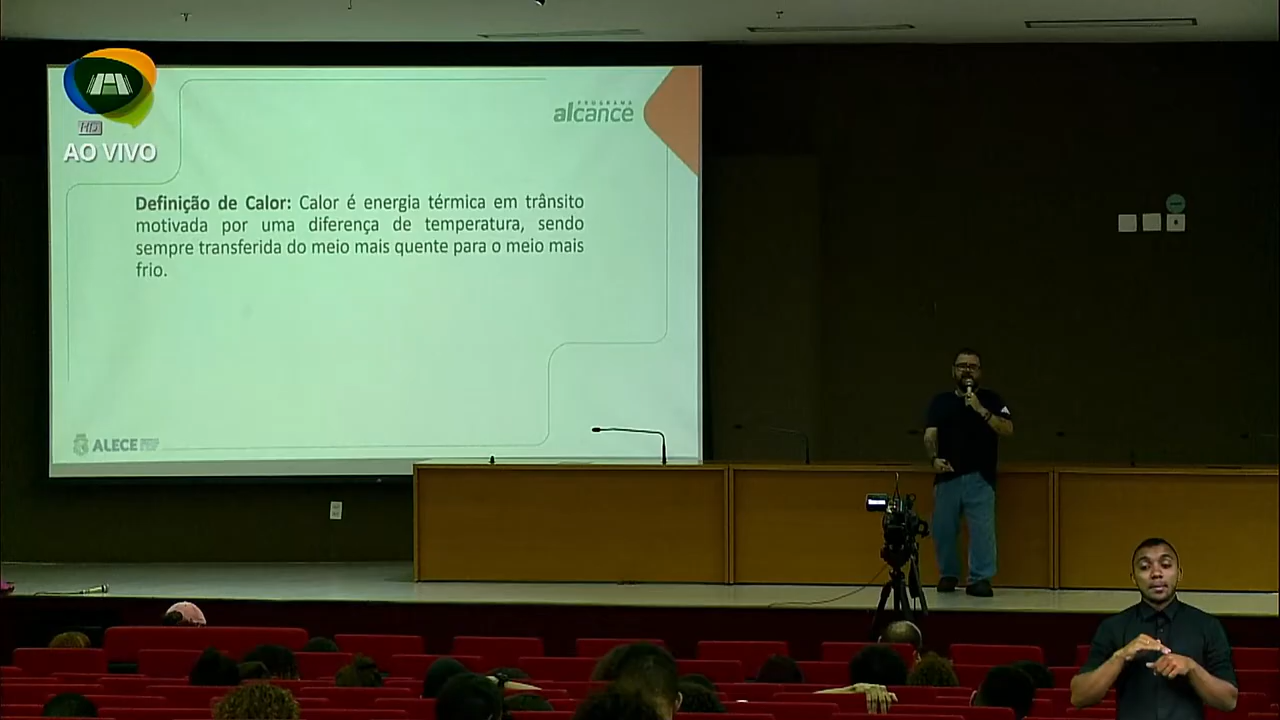 HD
AO VIVO
PROGRAMA
alcance
Definição de Calor: Calor é energia térmica em trânsito
motivada por uma diferença de temperatura, sendo
sempre transferida do meio mais quente para o meio mais
frio.
ALECE